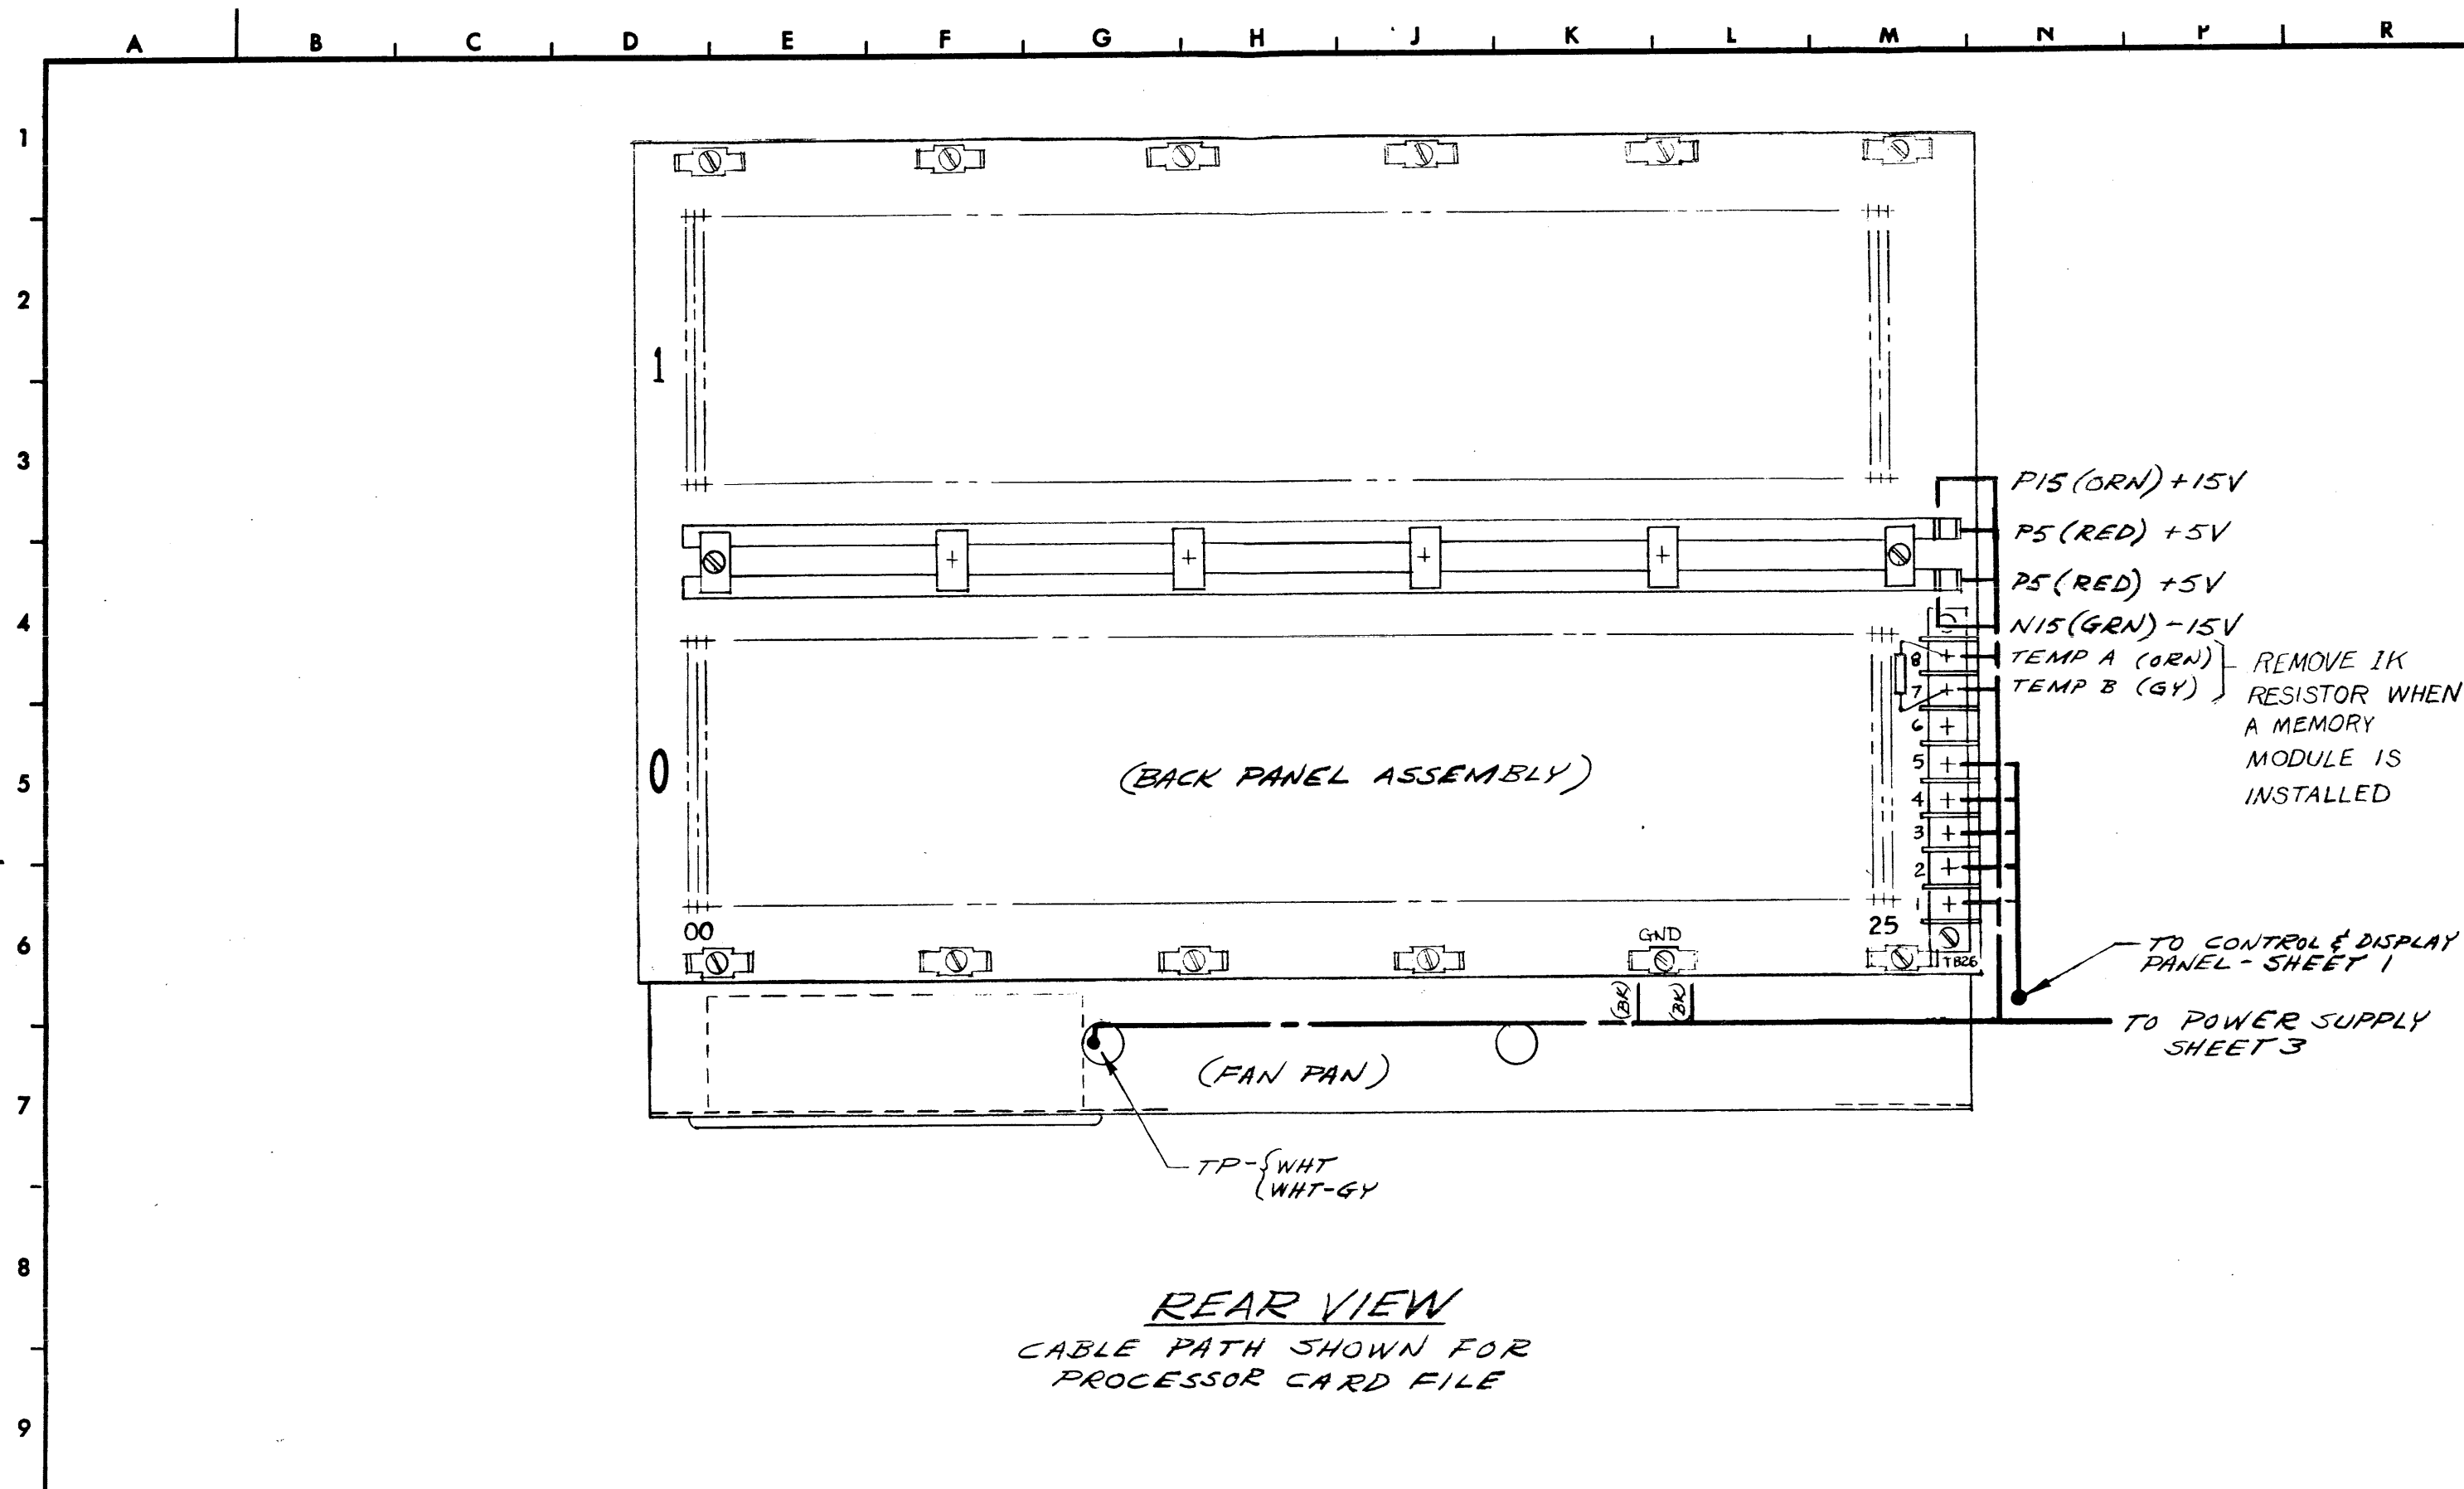 A B C D E F G H J K L M N P R
1
2
3
4
5
6
7
8
9
1
0
P15 (ORN) +15V
P5 (RED) +5V
P5 (RED) +5V
N15 (GRN) -15V
TEMP A (ORN)
TEMP B (GY)
REMOVE 1K
RESISTOR WHEN
A MEMORY
MODULE IS
INSTALLED
8
7
6
5
4
3
2
1
(BACK PANEL ASSEMBLY)
00
GND
25
TB26
(BK)
(BK)
TO CONTROL & DISPLAY
PANEL - SHEET 1
TO POWER SUPPLY
SHEET 3
(FAN PAN)
TP-{WHT
{WHT-GY
REAR VIEW
CABLE PATH SHOWN FOR
PROCESSOR CARD FILE